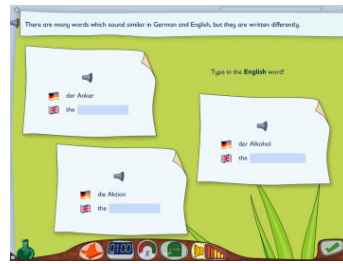 There are many words which sound similar in German and English, but they are written differently.
Type in the English word!
der Anker
the
der Alkohol
the
die Aktion
the
0100